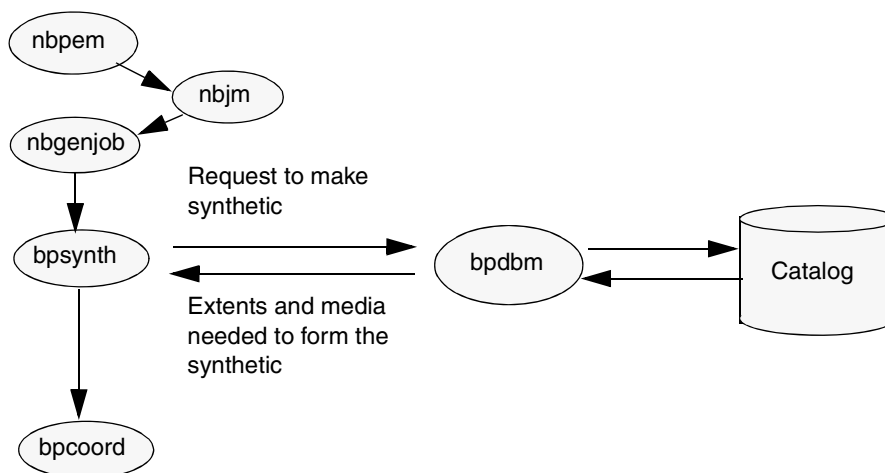 nbpem
nbjm
nbgenjob
Request to make
synthetic
bpsynth
bpdbm
Catalog
Extents and media
needed to form the
synthetic
bpcoord